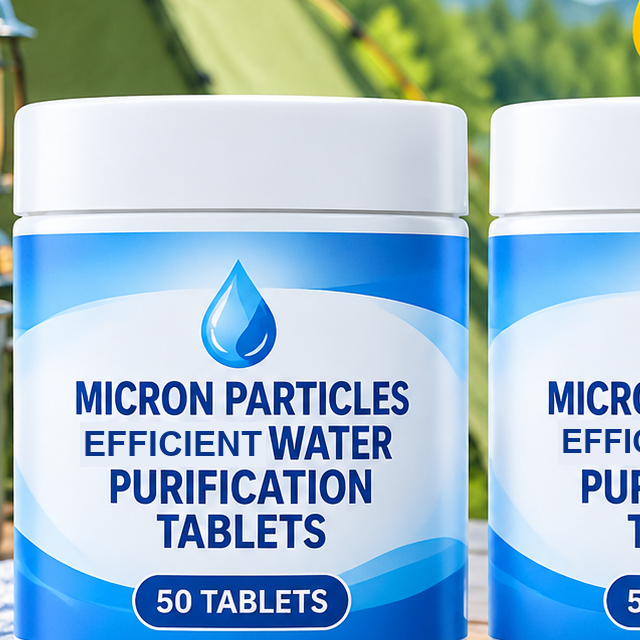 MICRON PARTICLES
EFFICIENT WATER
PURIFICATION
TABLETS
50 TABLETS